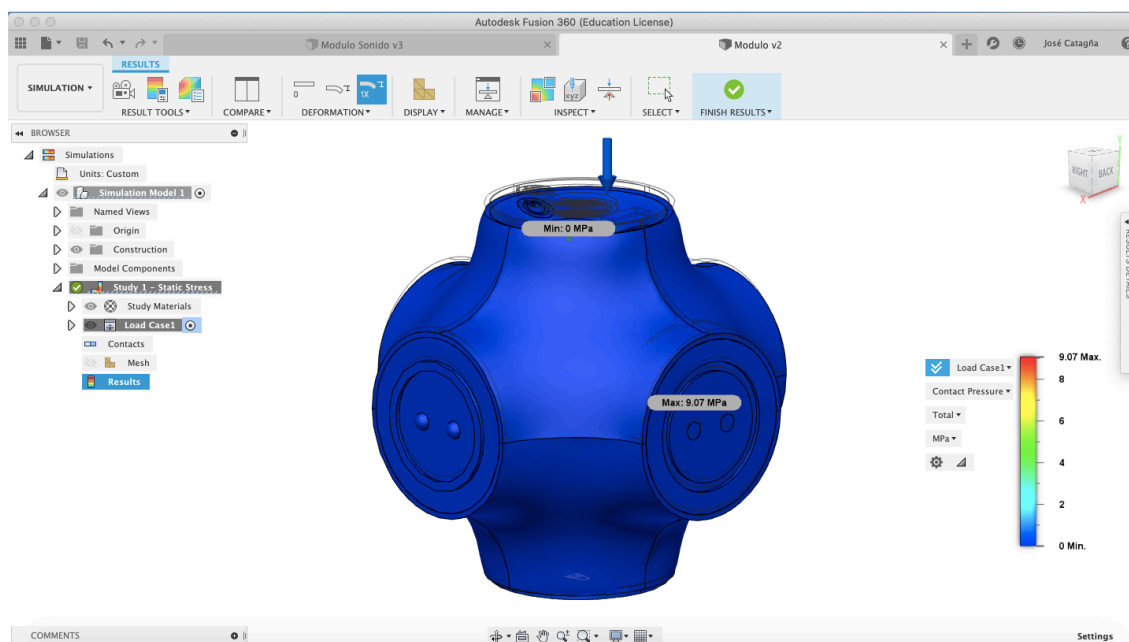 Autodesk Fusion 360 (Education License)
Modulo Sonido v3
Modulo v2
José Catagña
RESULTS
SIMULATION
0
1X
xyz
RESULT TOOLS
COMPARE
DEFORMATION
DISPLAY
MANAGE
INSPECT
SELECT
FINISH RESULTS
BROWSER
Simulations
Units: Custom
Simulation Model 1
Named Views
Origin
Construction
Model Components
Study 1 - Static Stress
Study Materials
Load Case1
Contacts
Mesh
Results
Min: 0 MPa
Max: 9.07 MPa
Y
RIGHT
BACK
X
RESULTS DETAILS
Load Case1
Contact Pressure
Total
MPa
9.07 Max.
8
6
4
2
0 Min.
COMMENTS
Settings